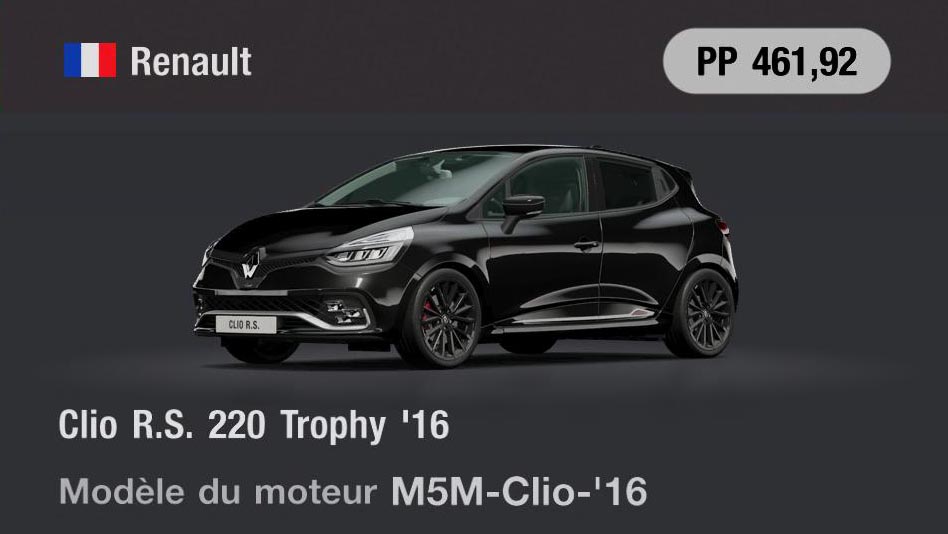 Renault
PP 461,92
CLIO R.S.
Clio R.S. 220 Trophy '16
Modèle du moteur M5M-Clio-'16